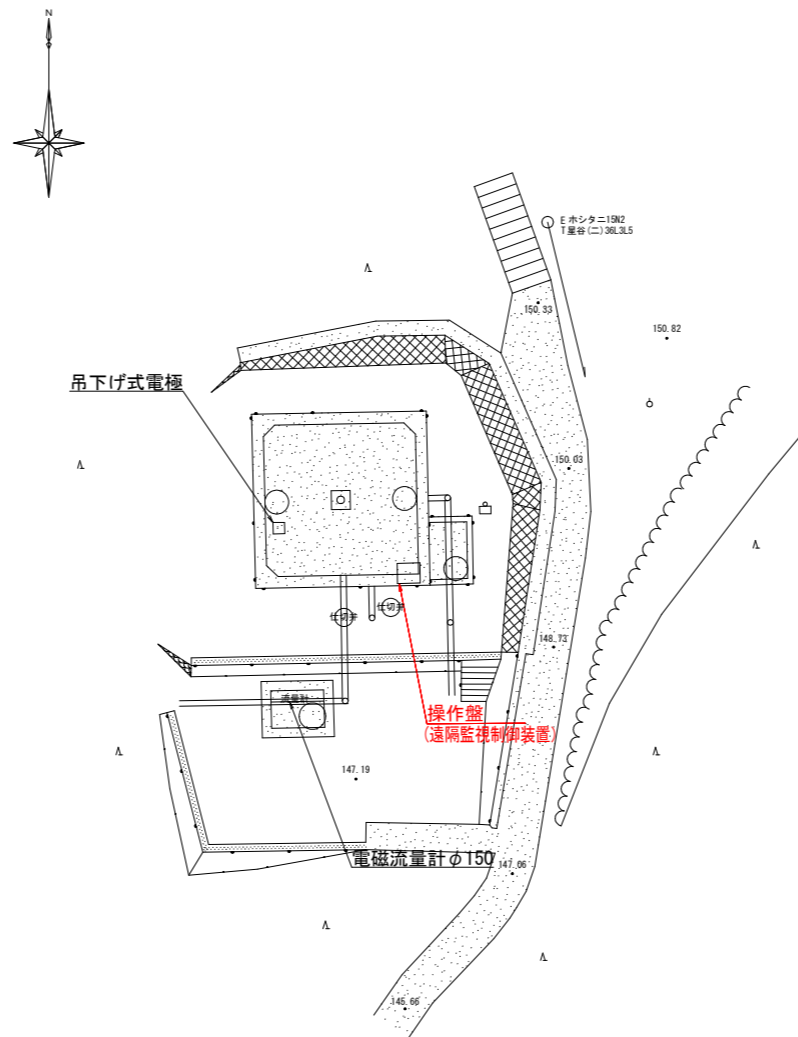 N
E ホシタニ15N2
T星谷(二)36L3L5
150.33
150.82
吊下げ式電極
150.03
仕切弁
仕切弁
148.73
流量計
操作盤
(遠隔監視制御装置)
147.19
電磁流量計φ150
147.06
145.66